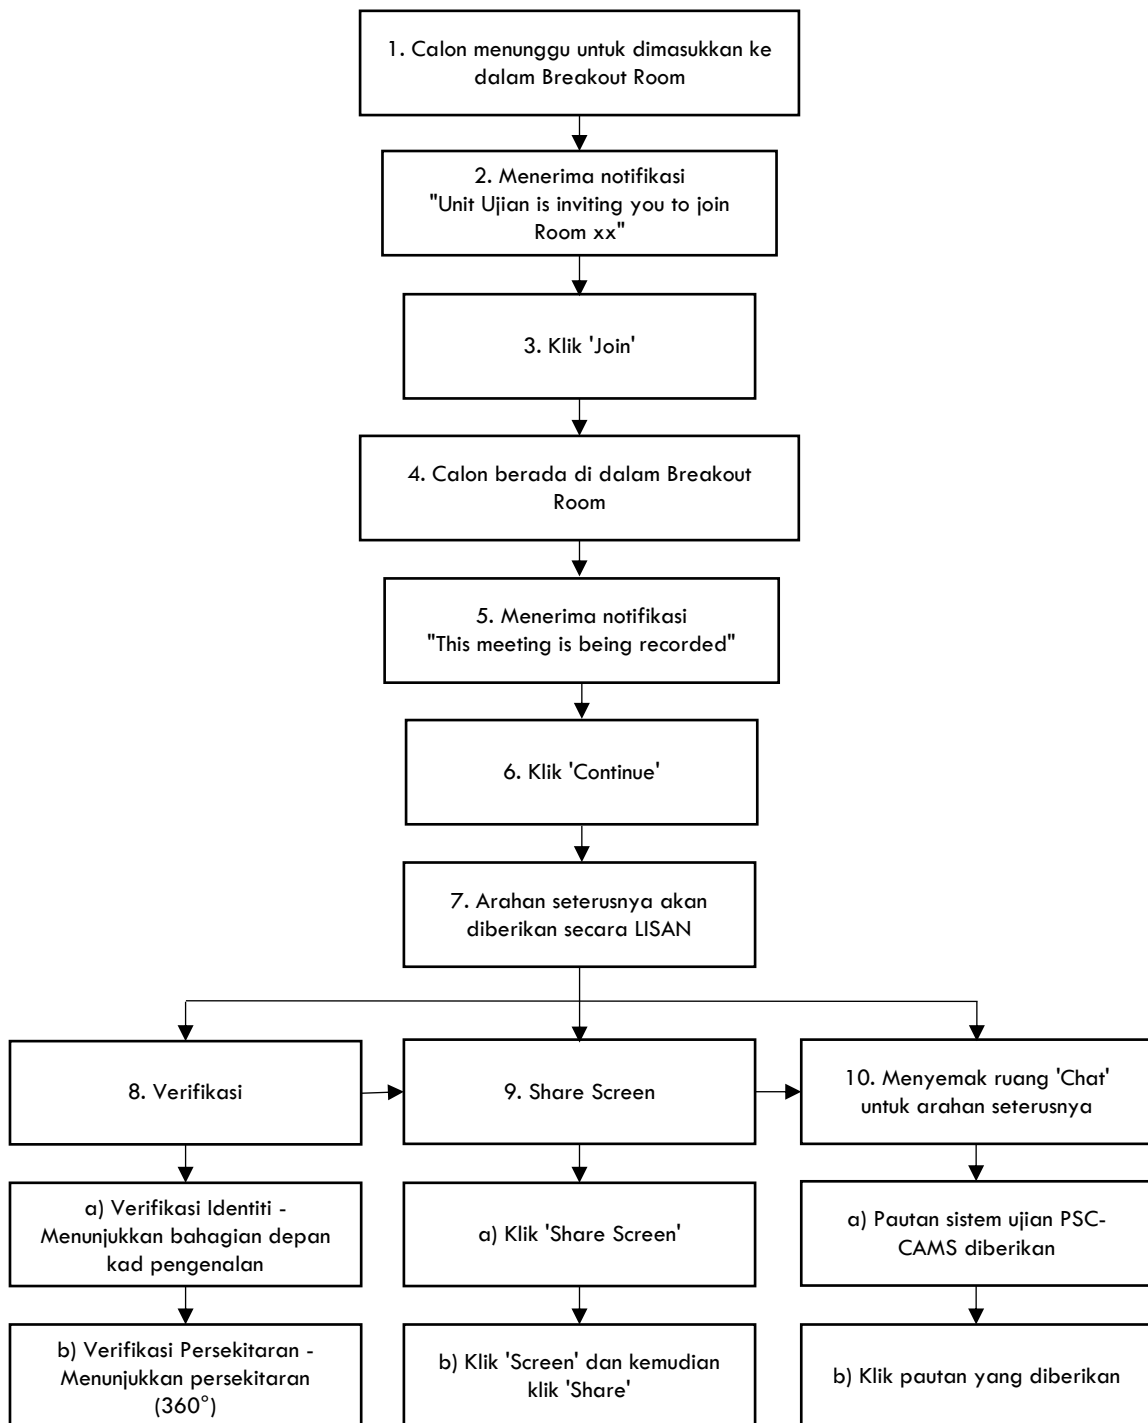 1. Calon menunggu untuk dimasukkan ke
dalam Breakout Room
2. Menerima notifikasi
"Unit Ujian is inviting you to join
Room xx"
3. Klik 'Join'
4. Calon berada di dalam Breakout
Room
5. Menerima notifikasi
"This meeting is being recorded"
6. Klik 'Continue'
7. Arahan seterusnya akan
diberikan secara LISAN
8. Verifikasi
9. Share Screen
10. Menyemak ruang 'Chat'
untuk arahan seterusnya
a) Verifikasi Identiti -
Menunjukkan bahagian depan
kad pengenalan
a) Klik 'Share Screen'
a) Pautan sistem ujian PSC-
CAMS diberikan
b) Verifikasi Persekitaran -
Menunjukkan persekitaran
(360°)
b) Klik 'Screen' dan kemudian
klik 'Share'
b) Klik pautan yang diberikan